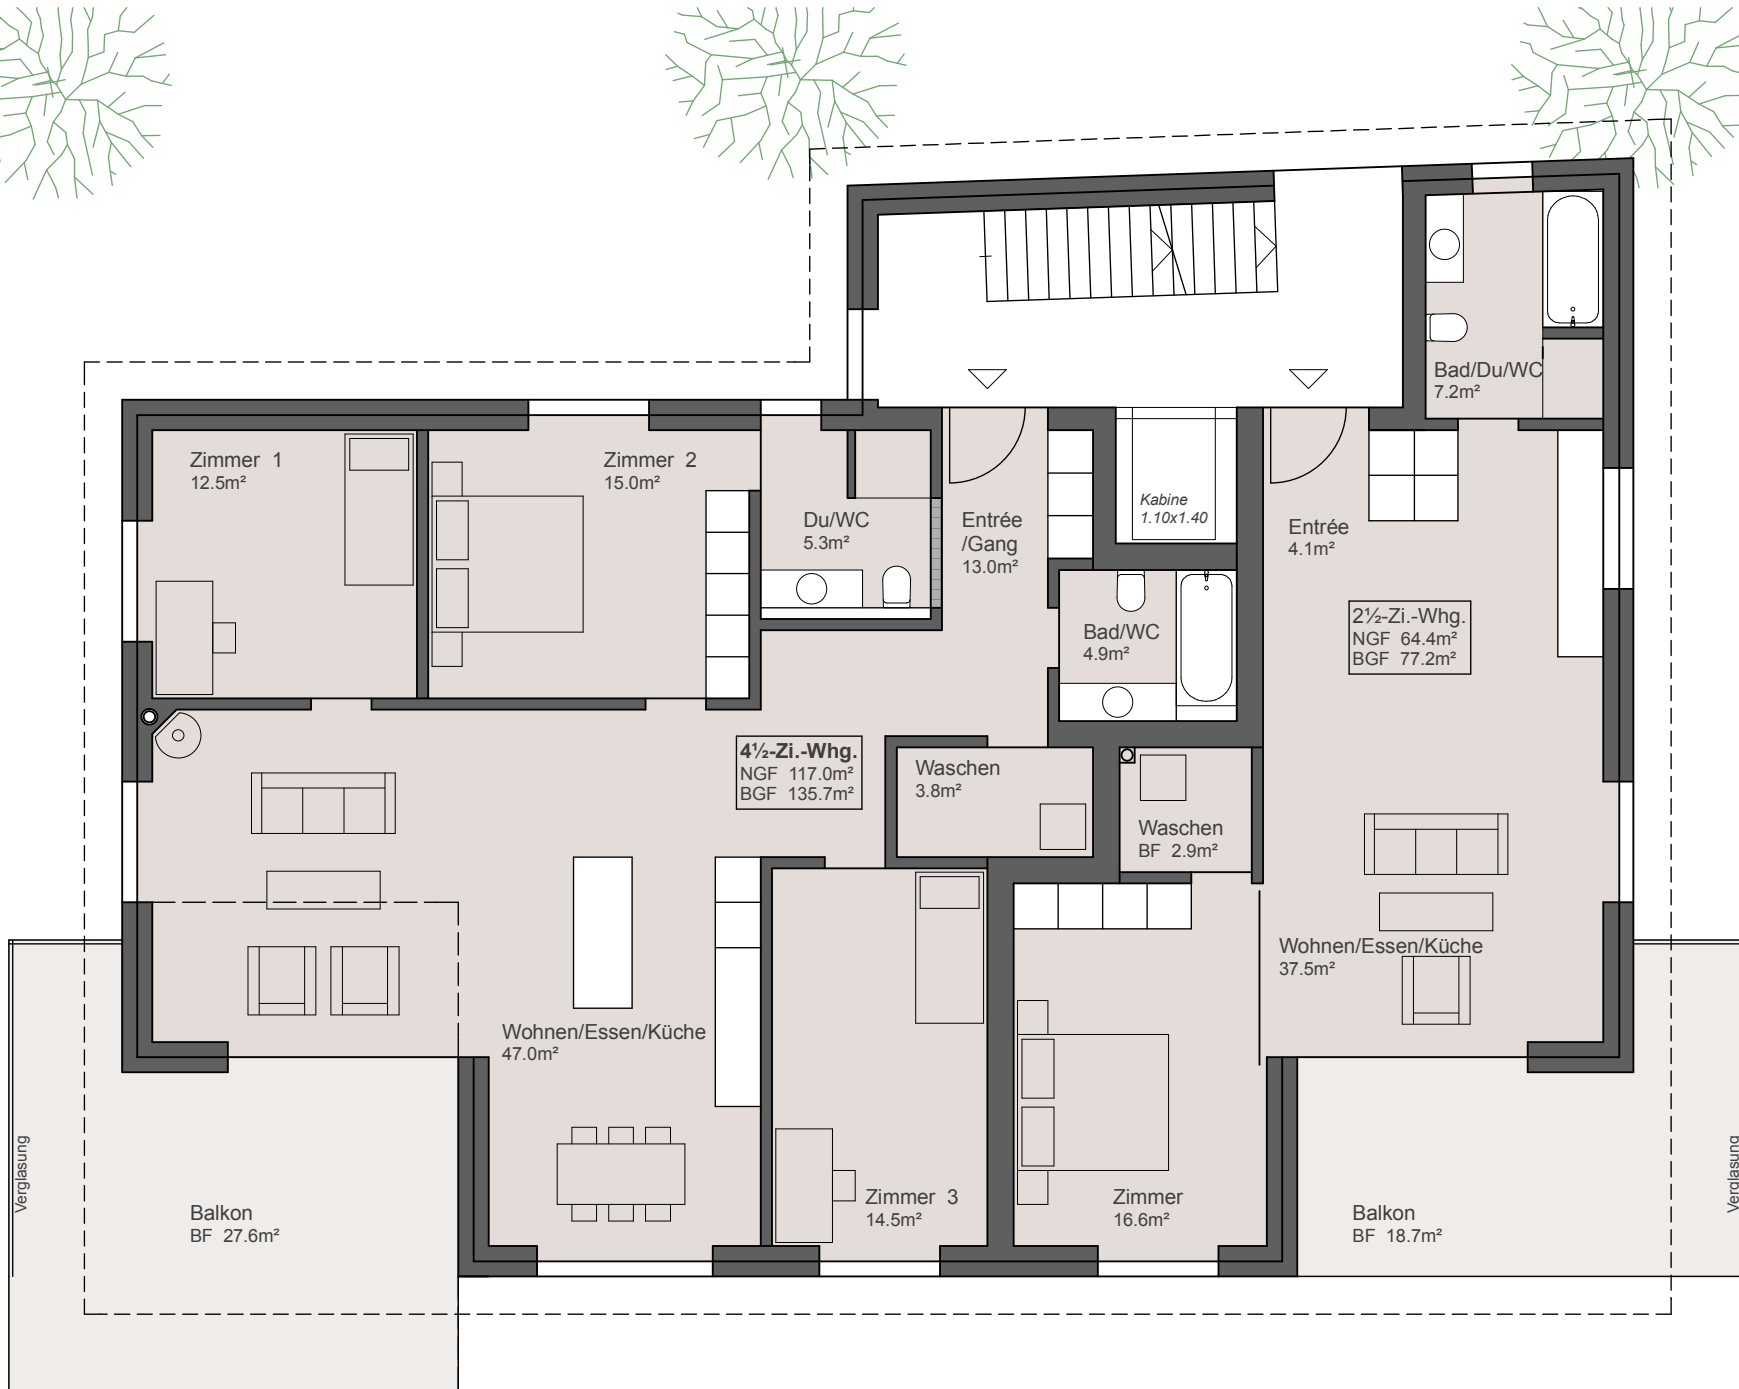 Bad/Du/WC
7.2m²
Zimmer 1
12.5m²
Zimmer 2
15.0m²
Du/WC
5.3m²
Entrée
/Gang
13.0m²
Kabine
1.10x1.40
Entrée
4.1m²
Bad/WC
4.9m²
2½-Zi.-Whg.
NGF 64.4m²
BGF 77.2m²
4½-Zi.-Whg.
NGF 117.0m²
BGF 135.7m²
Waschen
3.8m²
Waschen
BF 2.9m²
Wohnen/Essen/Küche
37.5m²
Wohnen/Essen/Küche
47.0m²
Verglasung
Balkon
BF 27.6m²
Zimmer 3
14.5m²
Zimmer
16.6m²
Balkon
BF 18.7m²
Verglasung